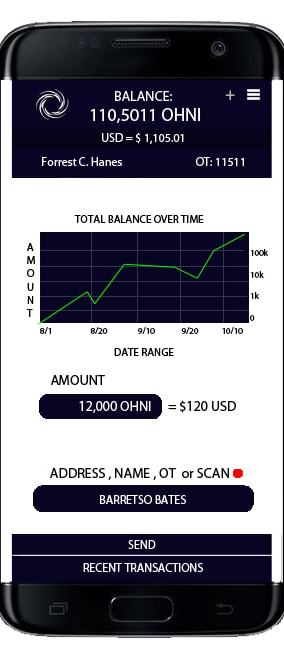 BALANCE:
+
110,5011 OHNI
USD = $ 1,105.01
Forrest C. Hanes
OT: 11511
TOTAL BALANCE OVER TIME
AMOUNT
100k
10k
1k
0
8/1
8/20
9/10
9/20
10/10
DATE RANGE
AMOUNT
12,000 OHNI
= $120 USD
ADDRESS , NAME , OT or SCAN
BARRETSO BATES
SEND
RECENT TRANSACTIONS